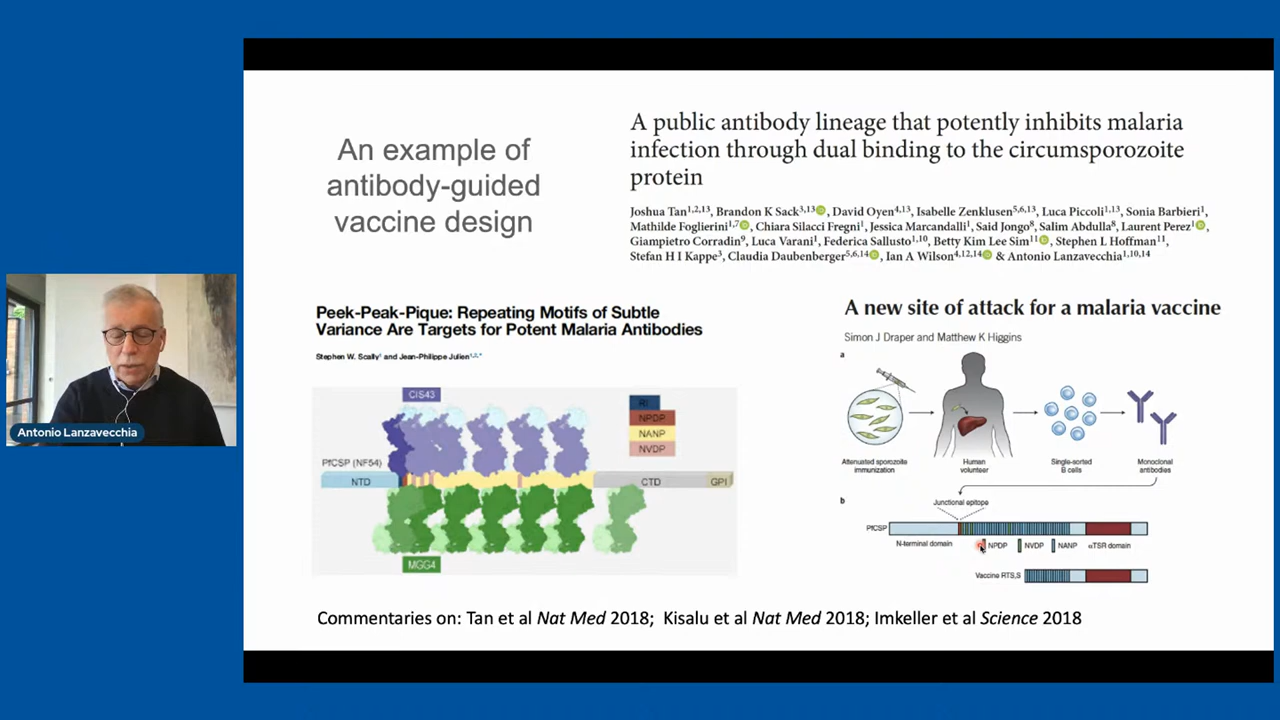 An example of
antibody-guided
vaccine design
A public antibody lineage that potently inhibits malaria
infection through dual binding to the circumsporozoite
protein
Joshua Tan1,2,13, Brandon K Sack3,13, David Oyen4,13, Isabelle Zenklusen5,6,13, Luca Piccoli1,13, Sonia Barbieri1,
Mathilde Foglierini1,7, Chiara Silacci Fregni1, Jessica Marcandalli1, Said Jongo8, Salim Abdulla8, Laurent Perez1,
Giampietro Corradin9, Luca Varani1, Federica Sallusto1,10, Betty Kim Lee Sim11, Stephen L Hoffman11,
Stefan H I Kappe3, Claudia Daubenberger5,6,14, Ian A Wilson4,12,14 & Antonio Lanzavecchia1,10,14
Antonio Lanzavecchia
Peek-Peak-Pique: Repeating Motifs of Subtle
Variance Are Targets for Potent Malaria Antibodies
Stephen W. Scally1 and Jean-Philippe Julien1,2,*
CIS43
RI
NPDP
NANP
NVDP
PfCSP (NF54)
NTD
CTD
GPI
MGG4
A new site of attack for a malaria vaccine
Simon J Draper and Matthew K Higgins
a
Attenuated sporozoite
immunization
Human
volunteer
Single-sorted
B cells
Monoclonal
antibodies
b
Junctional epitope
PfCSP
N-terminal domain
NPDP
NVDP
NANP
αTSR domain
Vaccine RTS,S
Commentaries on: Tan et al Nat Med 2018; Kisalu et al Nat Med 2018; Imkeller et al Science 2018